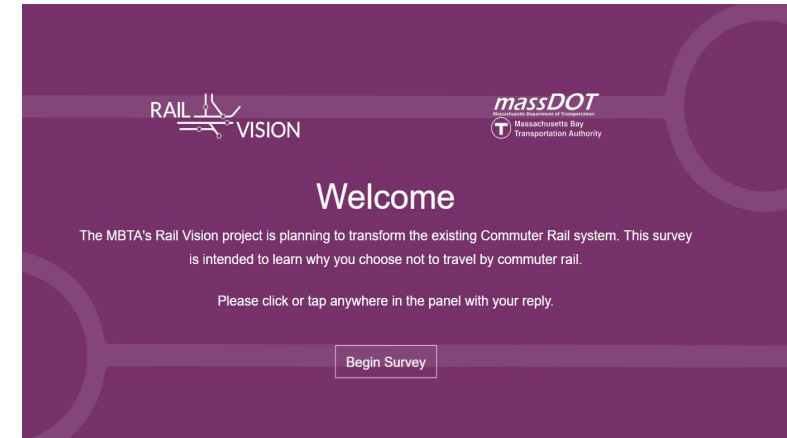 RAIL
VISION
massDOT
Massachusetts Department of Transportation
T
Massachusetts Bay
Transportation Authority
Welcome
The MBTA's Rail Vision project is planning to transform the existing Commuter Rail system. This survey
is intended to learn why you choose not to travel by commuter rail.
Please click or tap anywhere in the panel with your reply.
Begin Survey